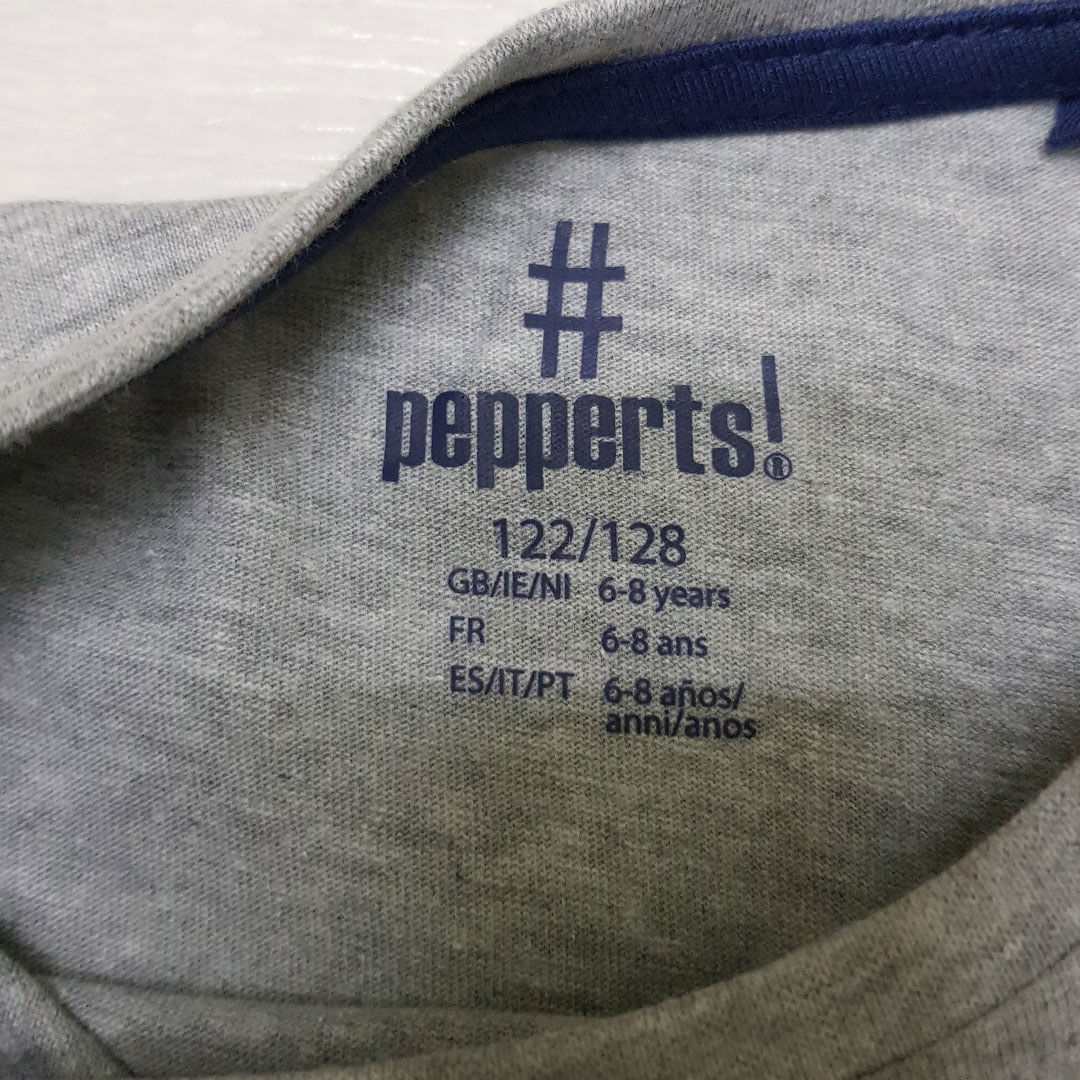 #
pepperts!®
122/128
GB/IE/NI 6-8 years
FR 6-8 ans
ES/IT/PT 6-8 años/
anni/anos